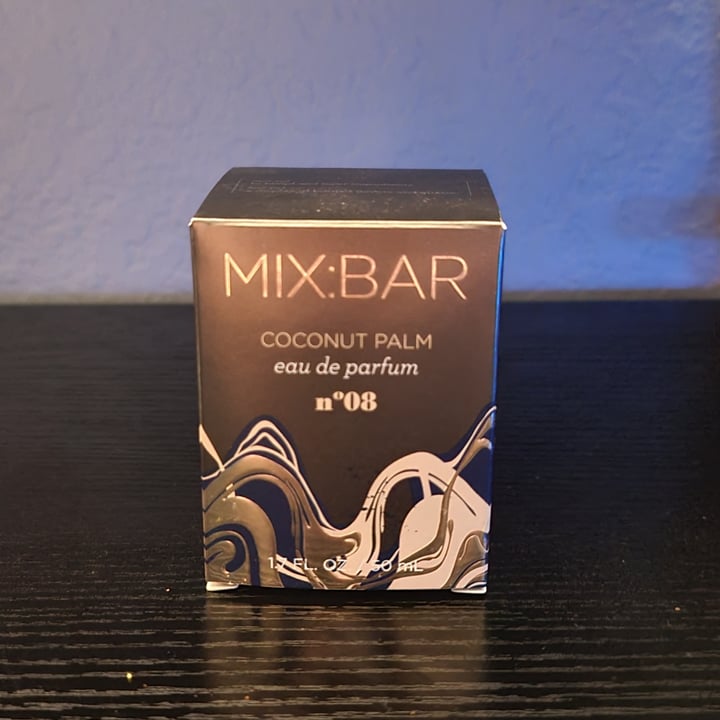 MIX:BAR
COCONUT PALM
eau de parfum
nº08
1.7 FL. OZ. / 50 mL